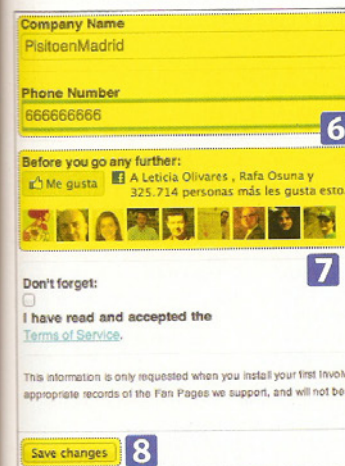 Company Name
PisitoenMadrid
Phone Number
666666666
6
Before you go any further:
Me gusta
A Leticia Olivares , Rafa Osuna y
325.714 personas más les gusta esto.
7
Don't forget:
I have read and accepted the
Terms of Service.
This information is only requested when you install your first Involv
appropriate records of the Fan Pages we support, and will not be
Save changes
8